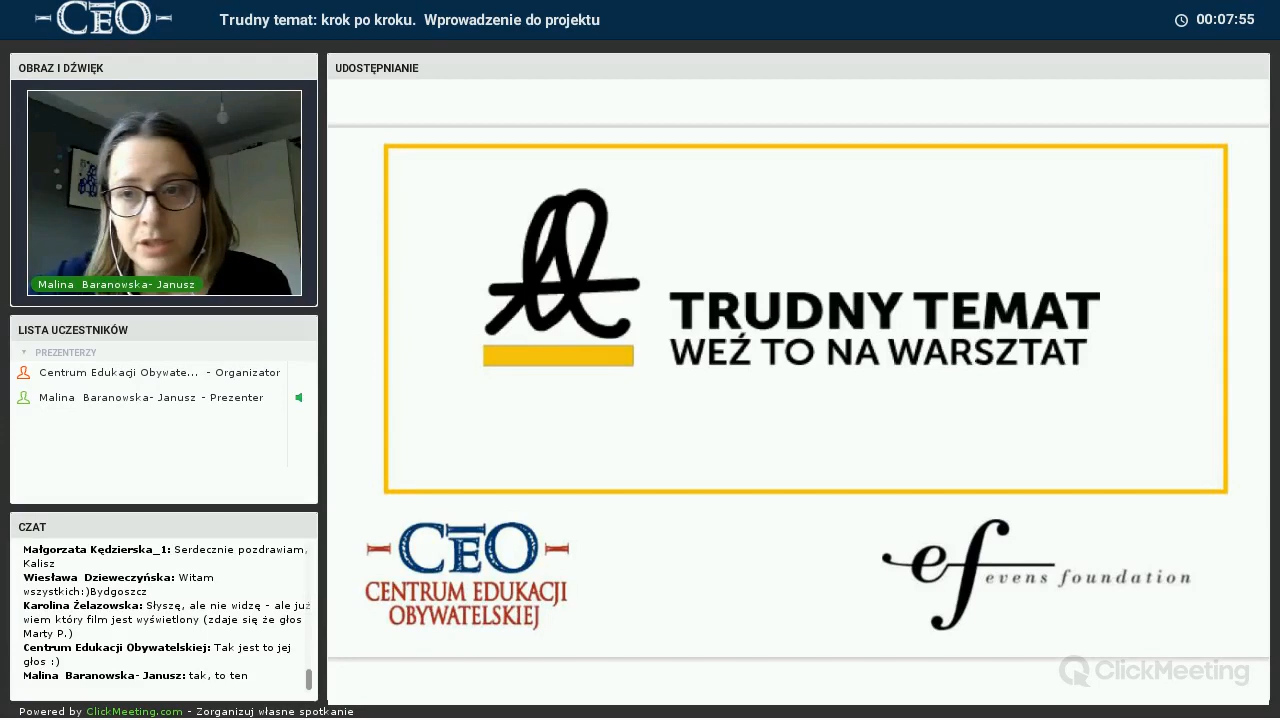 CEO
Trudny temat: krok po kroku. Wprowadzenie do projektu
00:07:55
OBRAZ I DŹWIĘK
Malina Baranowska- Janusz
LISTA UCZESTNIKÓW
PREZENTERZY
Centrum Edukacji Obywate... - Organizator
Malina Baranowska- Janusz - Prezenter
CZAT
Małgorzata Kędzierska_1: Serdecznie pozdrawiam,
Kalisz
Wiesława Dzieweczyńska: Witam
wszystkich:)Bydgoszcz
Karolina Żelazowska: Słyszę, ale nie widzę - ale już
wiem który film jest wyświetlony (zdaje się że głos
Marty P.)
Centrum Edukacji Obywatelskiej: Tak jest to jej
głos :)
Malina Baranowska- Janusz: tak, to ten
UDOSTĘPNIANIE
TRUDNY TEMAT
WEŹ TO NA WARSZTAT
CEO
CENTRUM EDUKACJI
OBYWATELSKIEJ
ef
evens foundation
ClickMeeting
Powered by ClickMeeting.com - Zorganizuj własne spotkanie